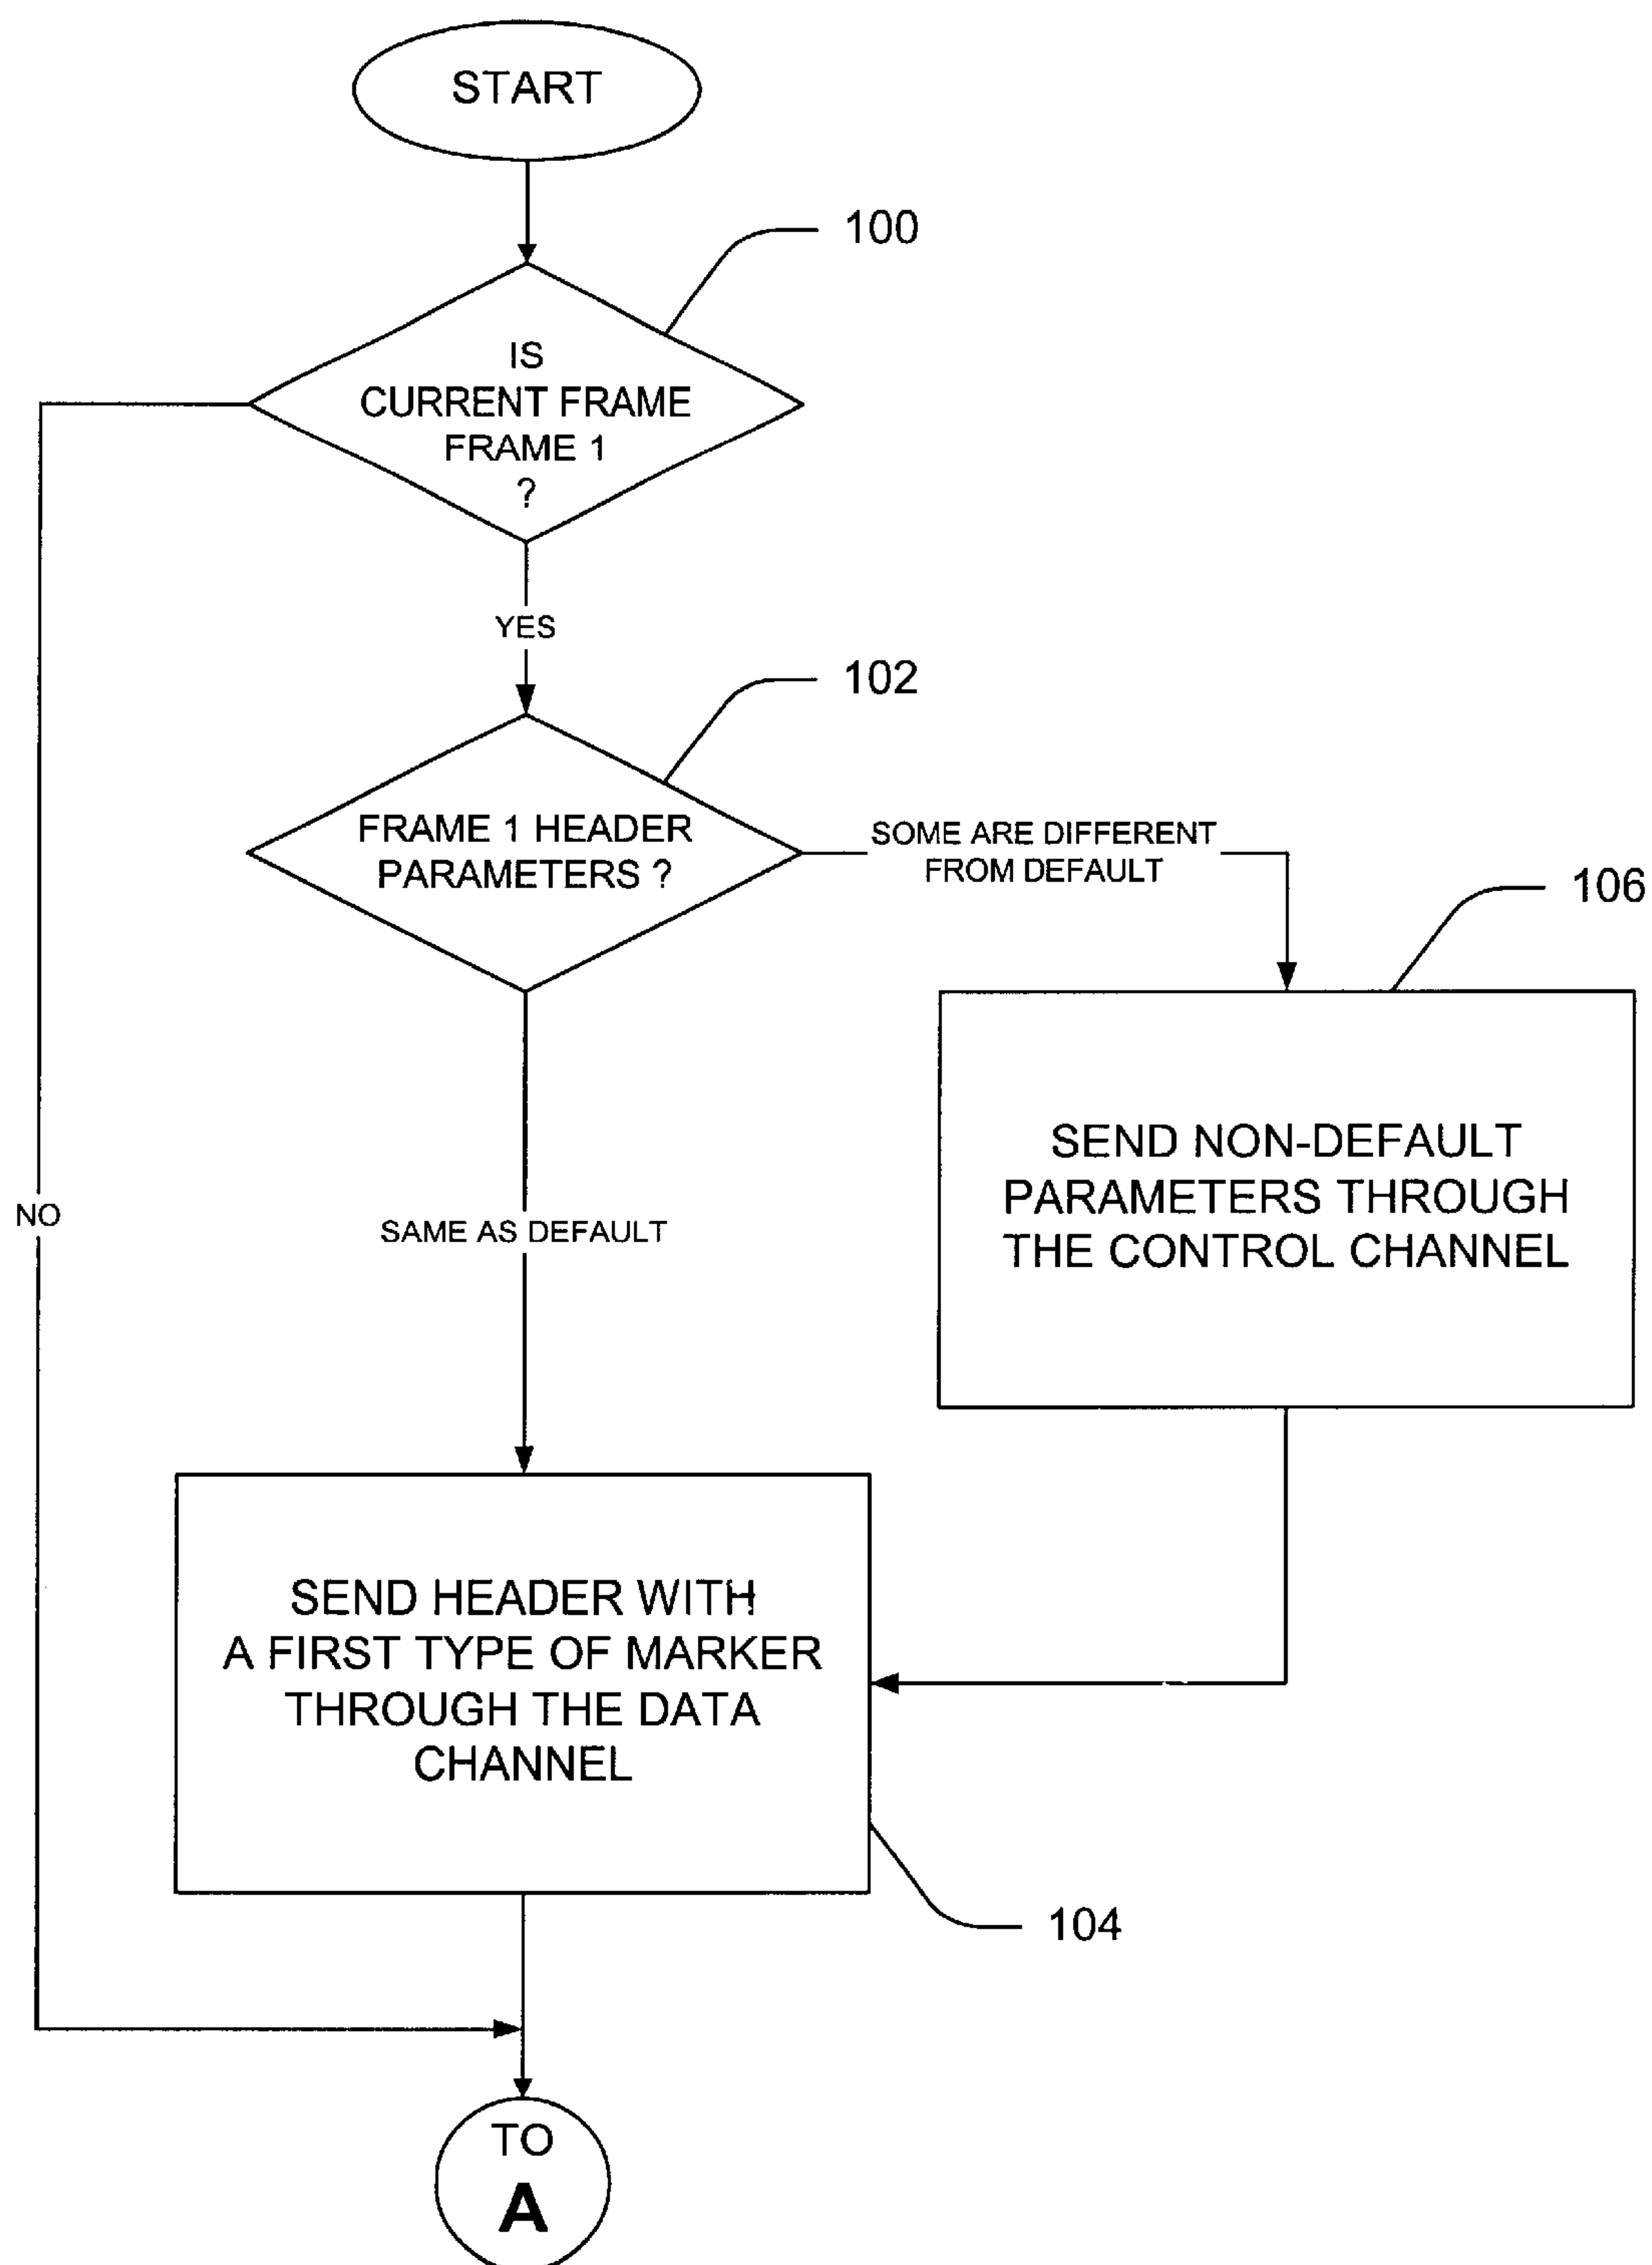 START
100
IS
CURRENT FRAME
FRAME 1
?
YES
102
FRAME 1 HEADER
PARAMETERS ?
SOME ARE DIFFERENT
FROM DEFAULT
106
SEND NON-DEFAULT
PARAMETERS THROUGH
THE CONTROL CHANNEL
NO
SAME AS DEFAULT
SEND HEADER WITH
A FIRST TYPE OF MARKER
THROUGH THE DATA
CHANNEL
104
TO
A